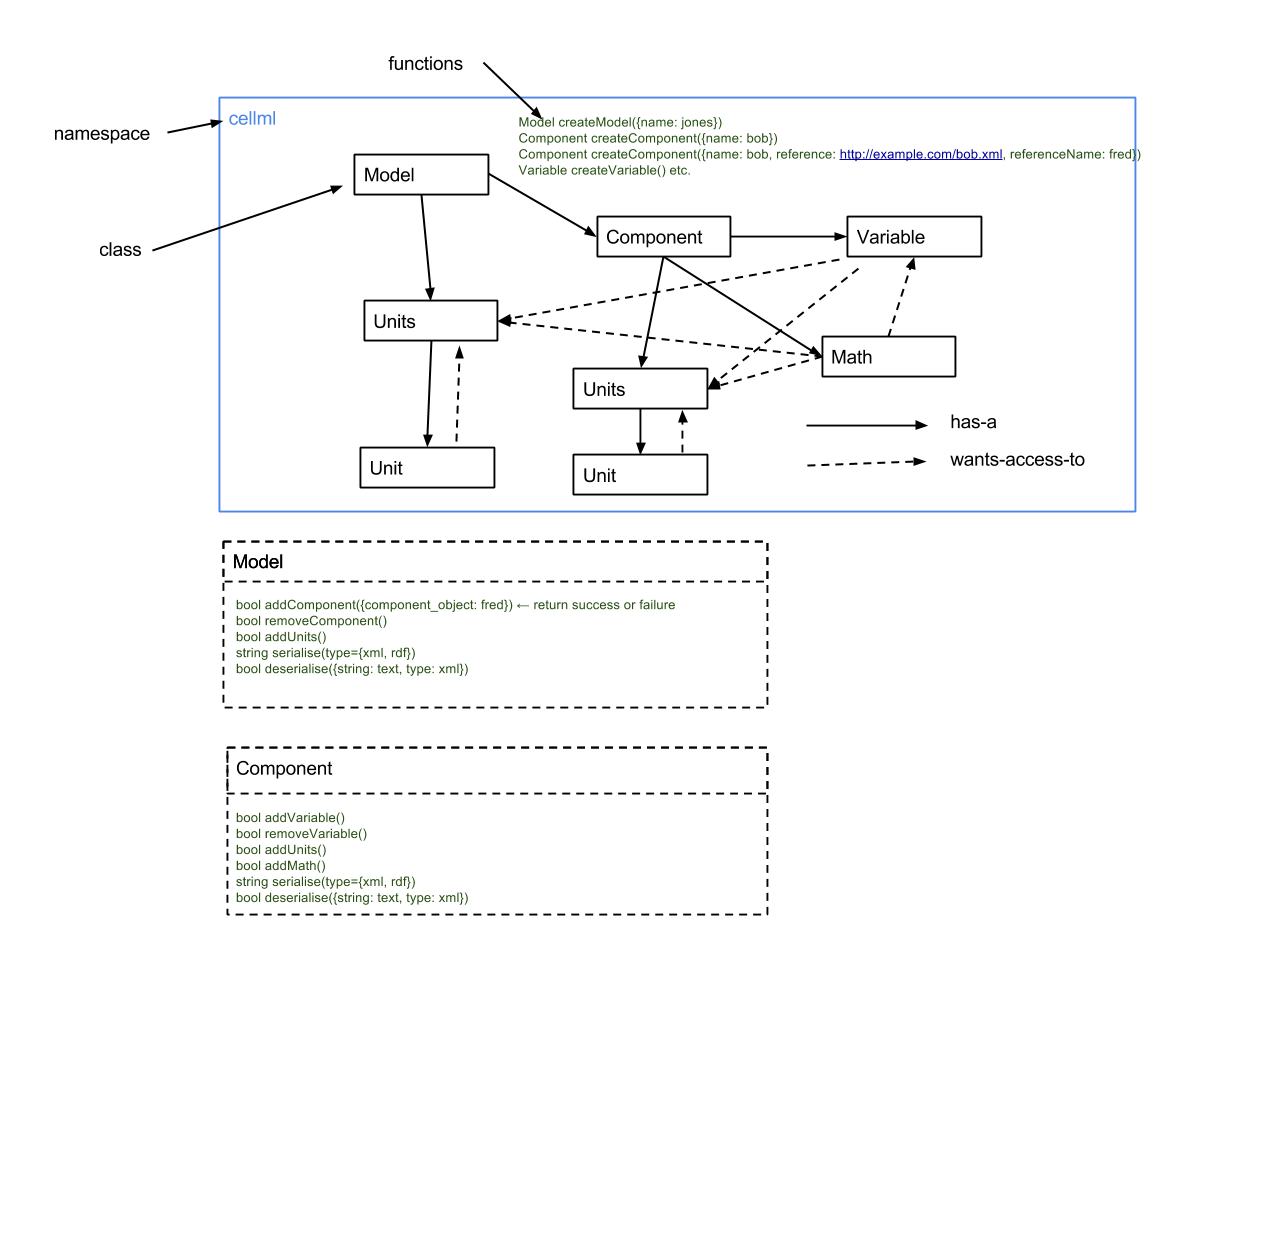 functions
namespace
cellml
Model createModel({name: jones})
Component createComponent({name: bob})
Component createComponent({name: bob, reference: http://example.com/bob.xml, referenceName: fred})
Variable createVariable() etc.
Model
class
Component
Variable
Units
Math
Units
has-a
wants-access-to
Unit
Unit
Model
bool addComponent({component_object: fred}) ← return success or failure
bool removeComponent()
bool addUnits()
string serialise(type={xml, rdf})
bool deserialise({string: text, type: xml})
Component
bool addVariable()
bool removeVariable()
bool addUnits()
bool addMath()
string serialise(type={xml, rdf})
bool deserialise({string: text, type: xml})